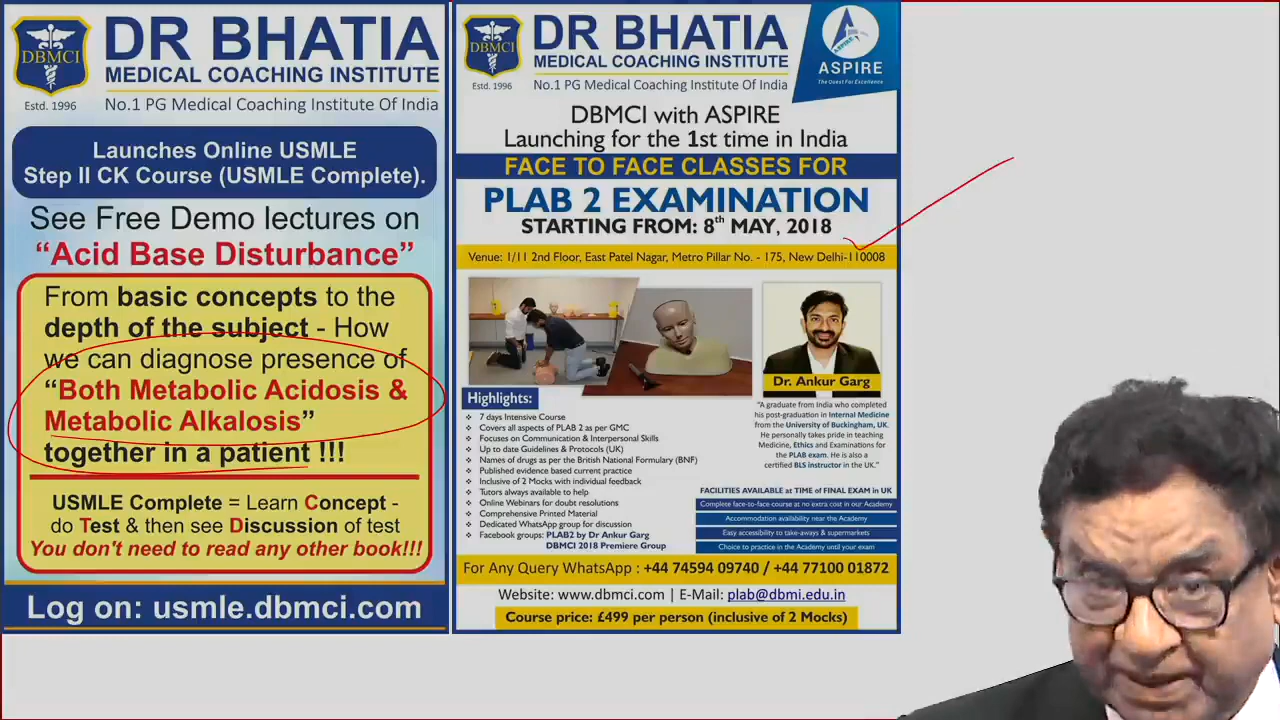 DBMCI
Estd. 1996
DR BHATIA
MEDICAL COACHING INSTITUTE
No.1 PG Medical Coaching Institute Of India
Launches Online USMLE
Step II CK Course (USMLE Complete).
See Free Demo lectures on
“Acid Base Disturbance”
From basic concepts to the
depth of the subject - How
we can diagnose presence of
“Both Metabolic Acidosis &
Metabolic Alkalosis”
together in a patient !!!
USMLE Complete = Learn Concept -
do Test & then see Discussion of test
You don't need to read any other book!!!
Log on: usmle.dbmci.com
DBMCI
Estd. 1996
DR BHATIA
MEDICAL COACHING INSTITUTE
No.1 PG Medical Coaching Institute Of India
ASPIRE
ASPIRE
The Quest For Excellence
DBMCI with ASPIRE
Launching for the 1st time in India
FACE TO FACE CLASSES FOR
PLAB 2 EXAMINATION
STARTING FROM: 8th MAY, 2018
Venue: 1/11 2nd Floor, East Patel Nagar, Metro Pillar No. - 175, New Delhi-110008
Dr. Ankur Garg
Highlights:
❖ 7 days Intensive Course
❖ Covers all aspects of PLAB 2 as per GMC
❖ Focuses on Communication & Interpersonal Skills
❖ Up to date Guidelines & Protocols (UK)
❖ Names of drugs as per the British National Formulary (BNF)
❖ Published evidence based current practice
❖ Inclusive of 2 Mocks with individual feedback
❖ Tutors always available to help
❖ Online Webinars for doubt resolutions
❖ Comprehensive Printed Material
❖ Dedicated WhatsApp group for discussion
❖ Facebook groups: PLAB2 by Dr Ankur Garg
DBMCI 2018 Premiere Group
“A graduate from India who completed
his post-graduation in Internal Medicine
from the University of Buckingham, UK.
He personally takes pride in teaching
Medicine, Ethics and Examinations for
the PLAB exam. He is also a
certified BLS instructor in the UK.”
FACILITIES AVAILABLE at TIME of FINAL EXAM in UK
Complete face-to-face course at no extra cost in our Academy
Accommodation availability near the Academy
Easy accessibility to take-aways & supermarkets
Choice to practice in the Academy until your exam
For Any Query WhatsApp : +44 74594 09740 / +44 77100 01872
Website: www.dbmci.com | E-Mail: plab@dbmi.edu.in
Course price: £499 per person (inclusive of 2 Mocks)